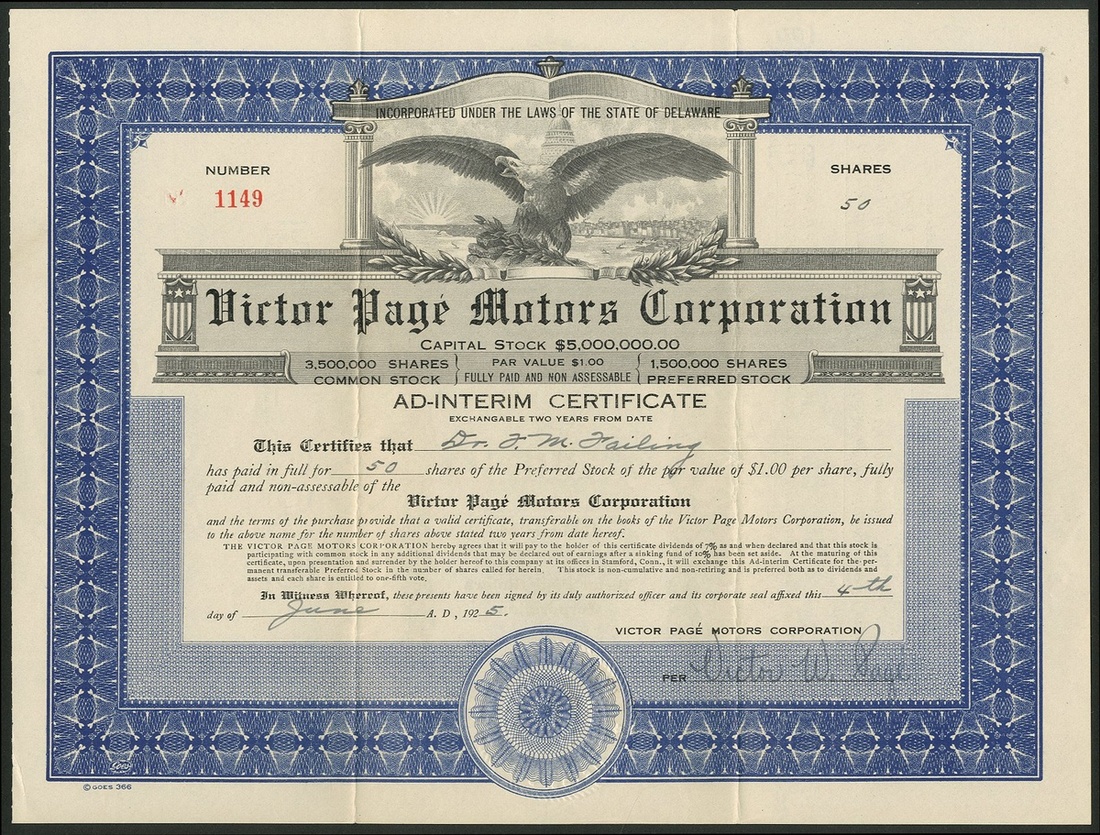 INCORPORATED UNDER THE LAWS OF THE STATE OF DELAWARE
NUMBER
1149
SHARES
50
Victor Pagé Motors Corporation
CAPITAL STOCK $5,000,000.00
3,500,000 SHARES
COMMON STOCK
PAR VALUE $1.00
FULLY PAID AND NON ASSESSABLE
1,500,000 SHARES
PREFERRED STOCK
AD-INTERIM CERTIFICATE
EXCHANGABLE TWO YEARS FROM DATE
This Certifies that Dr. F. M. Failing
has paid in full for 50 shares of the Preferred Stock of the par value of $1.00 per share, fully
paid and non-assessable of the
Victor Pagé Motors Corporation
and the terms of the purchase provide that a valid certificate, transferable on the books of the Victor Page Motors Corporation, be issued
to the above name for the number of shares above stated two years from date hereof.
THE VICTOR PAGE MOTORS CORPORATION hereby agrees that it will pay to the holder of this certificate dividends of 7% as and when declared and that this stock is
participating with common stock in any additional dividends that may be declared out of earnings after a sinking fund of 10% has been set aside. At the maturing of this
certificate, upon presentation and surrender by the holder hereof to this company at its offices in Stamford, Conn., it will exchange this Ad-Interim Certificate for the per-
manent transferable Preferred Stock in the number of shares called for herein. This stock is non-cumulative and non-retiring and is preferred both as to dividends and
assets and each share is entitled to one-fifth vote.
In Witness Whereof, these presents have been signed by its duly authorized officer and its corporate seal affixed this 4th
day of June A. D., 1925.
VICTOR PAGÉ MOTORS CORPORATION
PER Victor W. Pagé
Goes
© GOES 366